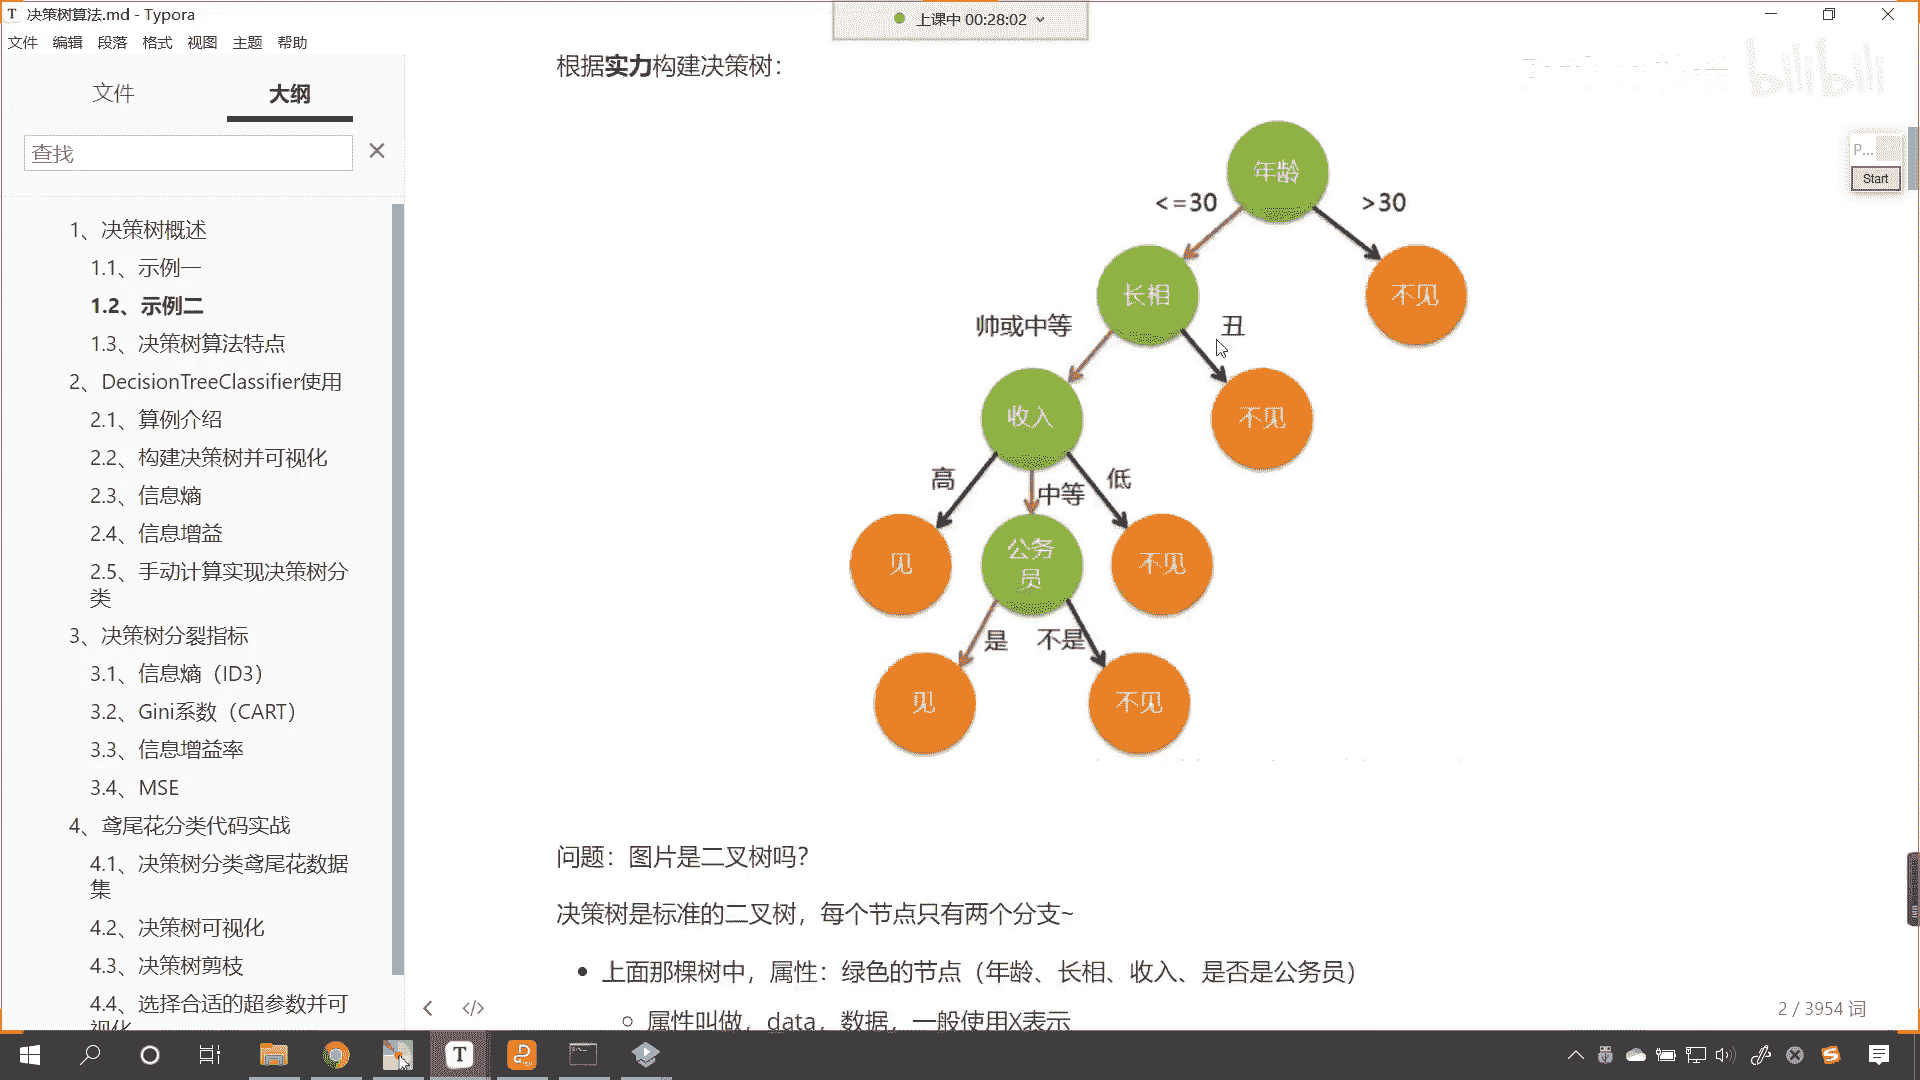 决策树算法.md - Typora
上课中 00:28:02
文件 编辑 段落 格式 视图 主题 帮助
文件 大纲
查找
1、决策树概述
1.1、示例一
1.2、示例二
1.3、决策树算法特点
2、DecisionTreeClassifier使用
2.1、算例介绍
2.2、构建决策树并可视化
2.3、信息熵
2.4、信息增益
2.5、手动计算实现决策树分
类
3、决策树分裂指标
3.1、信息熵（ID3）
3.2、Gini系数（CART）
3.3、信息增益率
3.4、MSE
4、鸢尾花分类代码实战
4.1、决策树分类鸢尾花数据
集
4.2、决策树可视化
4.3、决策树剪枝
4.4、选择合适的超参数并可
视化
根据实力构建决策树：
bilibili
P...
Start
年龄
<=30 >30
长相 不见
帅或中等 丑
收入 不见
高 中等 低
见 公务
员 不见
是 不是
见 不见
问题：图片是二叉树吗？
决策树是标准的二叉树，每个节点只有两个分支~
上面那棵树中，属性：绿色的节点（年龄、长相、收入、是否是公务员）
属性叫做，data，数据，一般使用X表示
2 / 3954 词